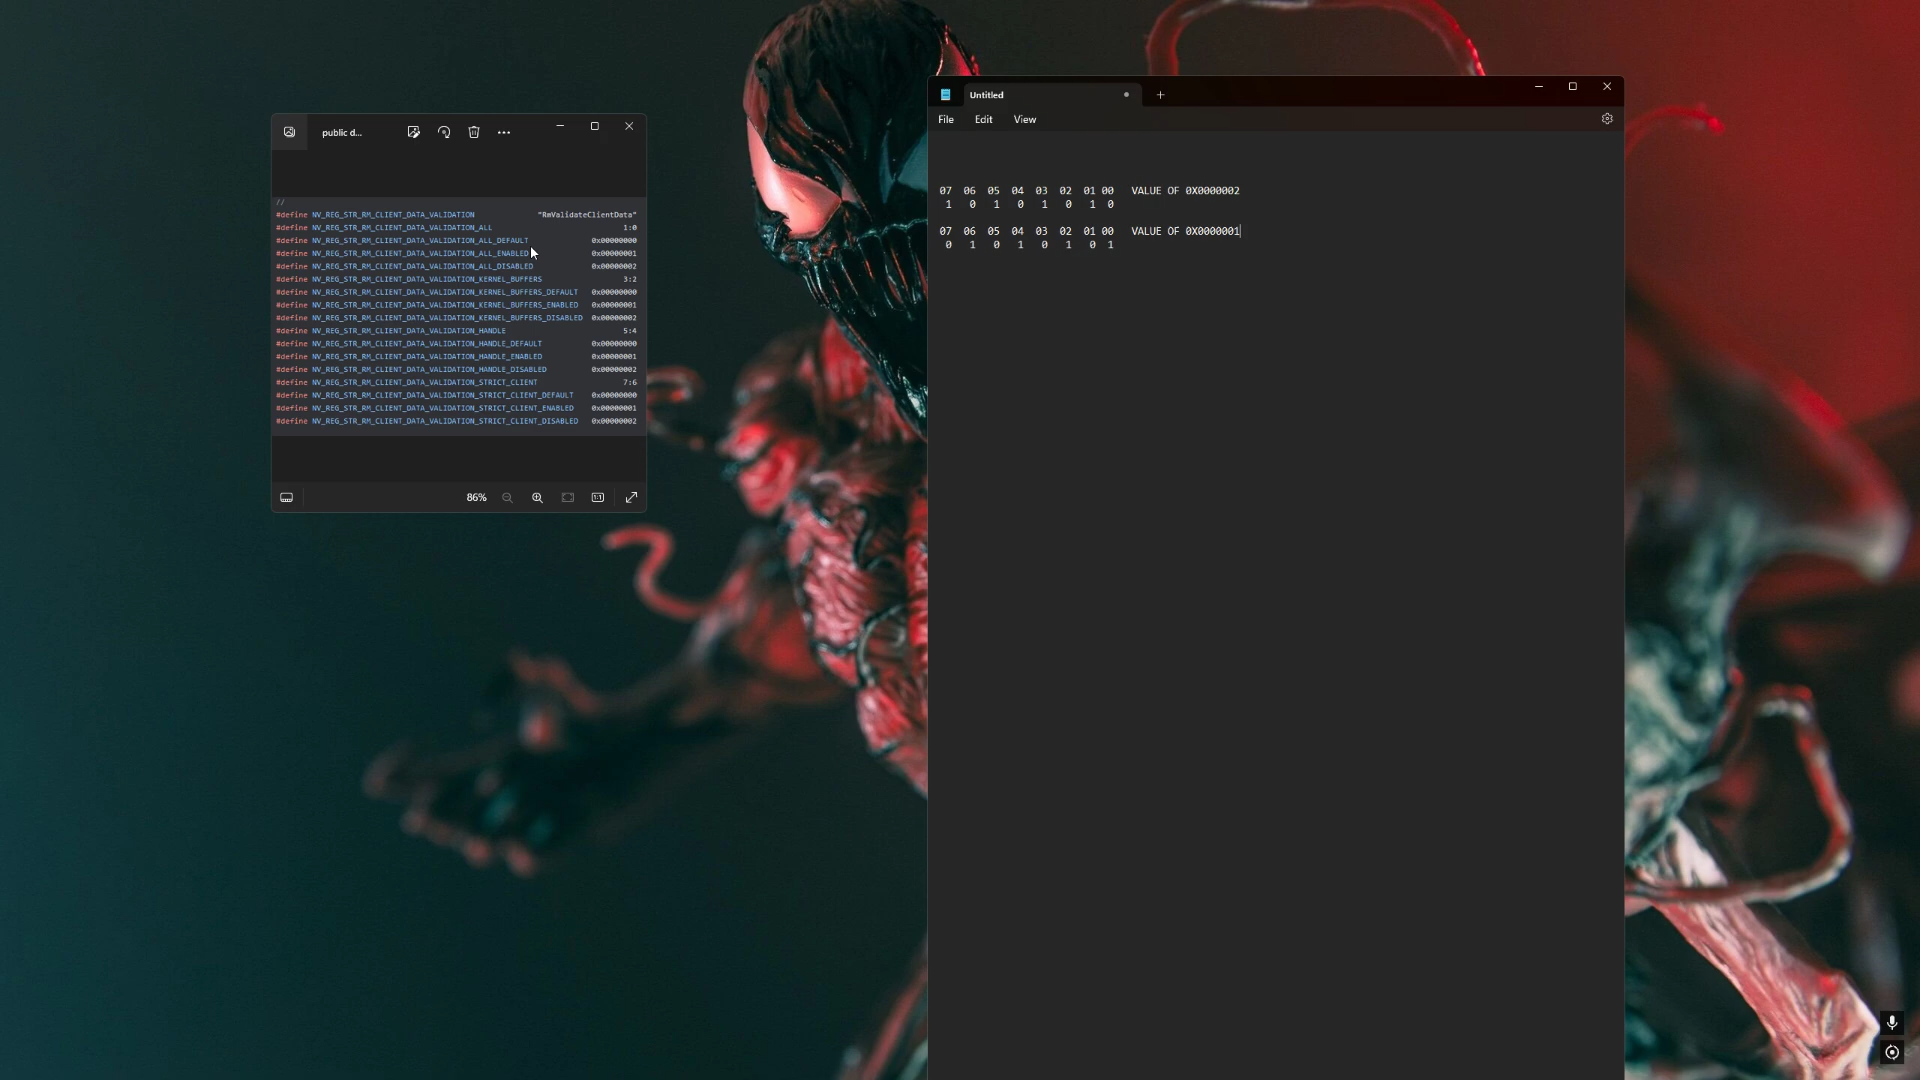 public d...
//
#define NV_REG_STR_RM_CLIENT_DATA_VALIDATION "RmValidateClientData"
#define NV_REG_STR_RM_CLIENT_DATA_VALIDATION_ALL 1:0
#define NV_REG_STR_RM_CLIENT_DATA_VALIDATION_ALL_DEFAULT 0x00000000
#define NV_REG_STR_RM_CLIENT_DATA_VALIDATION_ALL_ENABLED 0x00000001
#define NV_REG_STR_RM_CLIENT_DATA_VALIDATION_ALL_DISABLED 0x00000002
#define NV_REG_STR_RM_CLIENT_DATA_VALIDATION_KERNEL_BUFFERS 3:2
#define NV_REG_STR_RM_CLIENT_DATA_VALIDATION_KERNEL_BUFFERS_DEFAULT 0x00000000
#define NV_REG_STR_RM_CLIENT_DATA_VALIDATION_KERNEL_BUFFERS_ENABLED 0x00000001
#define NV_REG_STR_RM_CLIENT_DATA_VALIDATION_KERNEL_BUFFERS_DISABLED 0x00000002
#define NV_REG_STR_RM_CLIENT_DATA_VALIDATION_HANDLE 5:4
#define NV_REG_STR_RM_CLIENT_DATA_VALIDATION_HANDLE_DEFAULT 0x00000000
#define NV_REG_STR_RM_CLIENT_DATA_VALIDATION_HANDLE_ENABLED 0x00000001
#define NV_REG_STR_RM_CLIENT_DATA_VALIDATION_HANDLE_DISABLED 0x00000002
#define NV_REG_STR_RM_CLIENT_DATA_VALIDATION_STRICT_CLIENT 7:6
#define NV_REG_STR_RM_CLIENT_DATA_VALIDATION_STRICT_CLIENT_DEFAULT 0x00000000
#define NV_REG_STR_RM_CLIENT_DATA_VALIDATION_STRICT_CLIENT_ENABLED 0x00000001
#define NV_REG_STR_RM_CLIENT_DATA_VALIDATION_STRICT_CLIENT_DISABLED 0x00000002
86% 1:1
Untitled
File Edit View
07 06 05 04 03 02 01 00 VALUE OF 0X0000002
1 0 1 0 1 0 1 0
07 06 05 04 03 02 01 00 VALUE OF 0X0000001
0 1 0 1 0 1 0 1